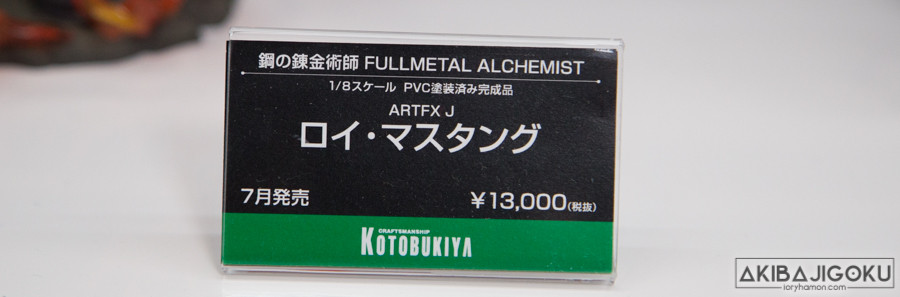 鋼の錬金術師 FULLMETAL ALCHEMIST
1/8スケール PVC塗装済み完成品
ARTFX J
ロイ・マスタング
7月発売 ¥13,000(税抜)
CRAFTSMANSHIP
KOTOBUKIYA
AKIBAJIGOKU
loryhamon.com